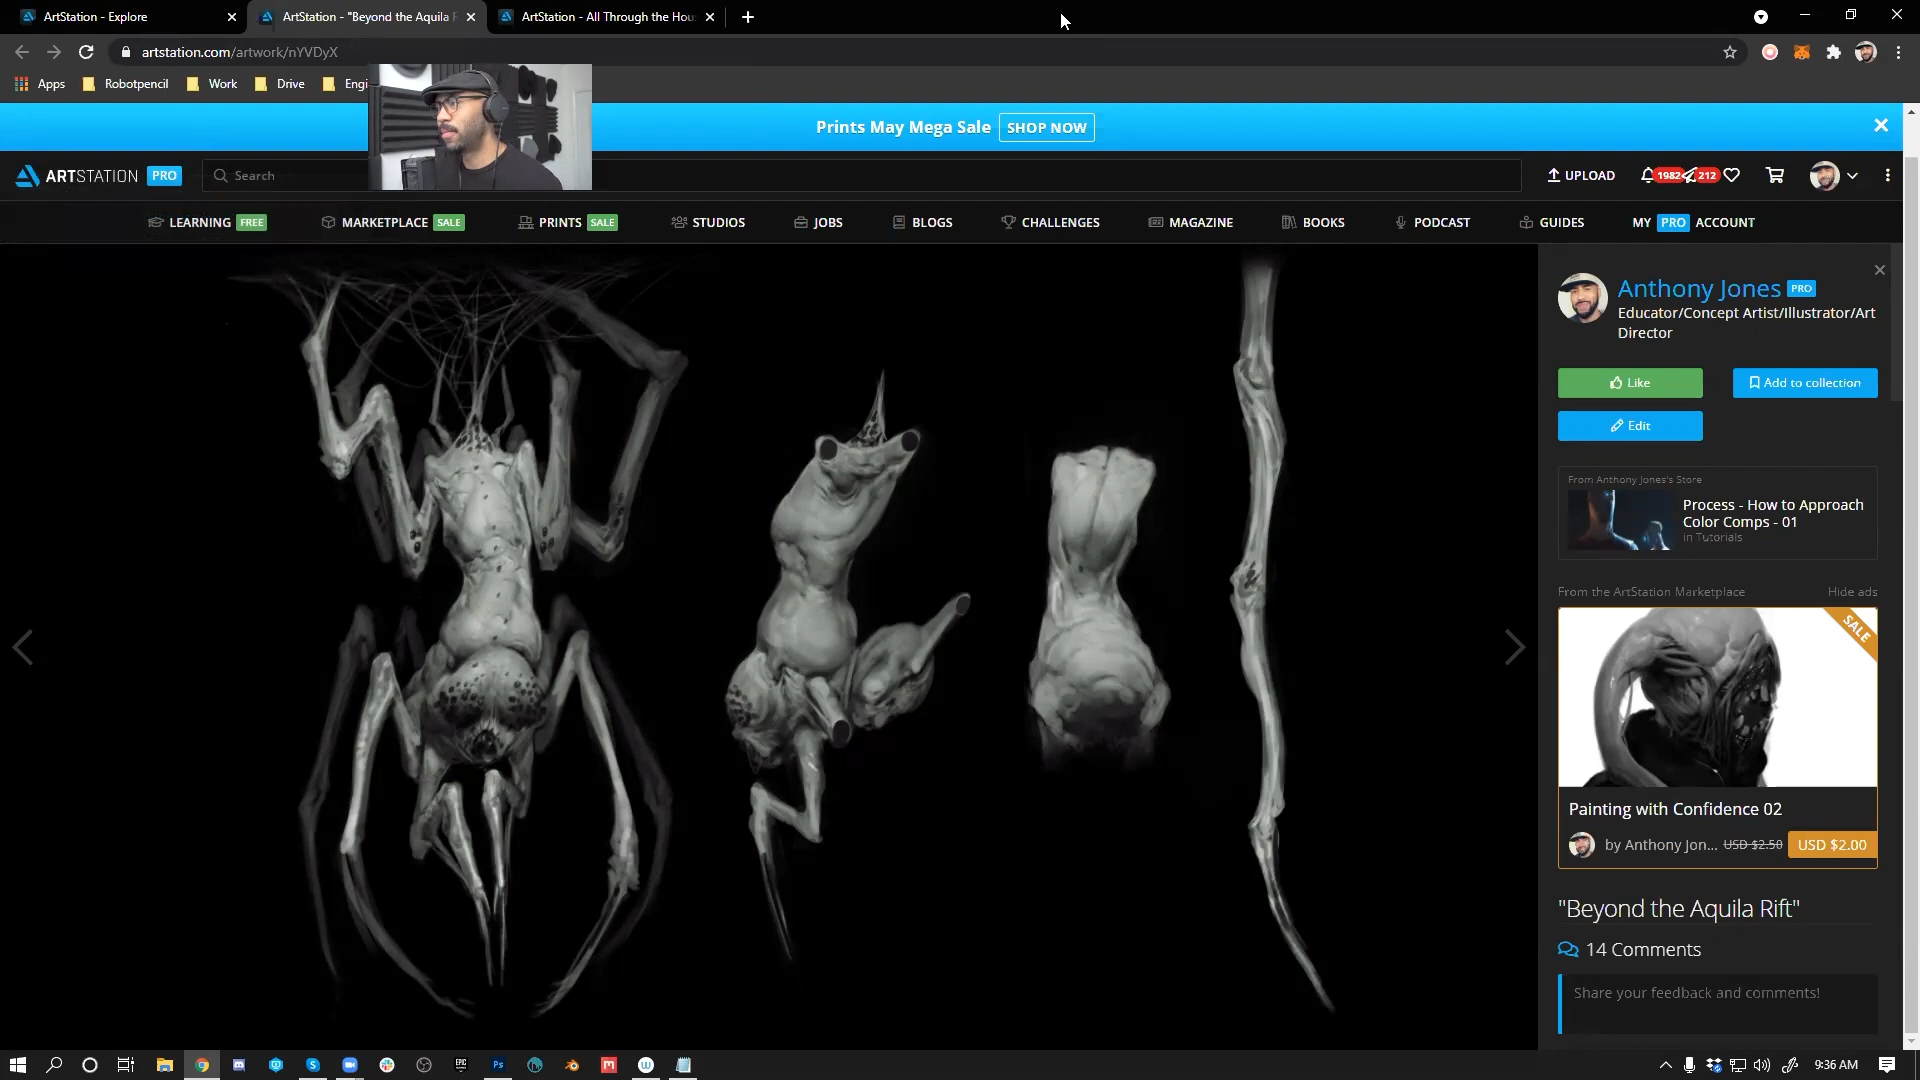 ArtStation - Explore
ArtStation - "Beyond the Aquila R
ArtStation - All Through the Hou
artstation.com/artwork/nYVDyX
Apps
Robotpencil
Work
Drive
Engi
Prints May Mega Sale
SHOP NOW
ARTSTATION PRO
Search
UPLOAD
1982
212
LEARNING FREE
MARKETPLACE SALE
PRINTS SALE
STUDIOS
JOBS
BLOGS
CHALLENGES
MAGAZINE
BOOKS
PODCAST
GUIDES
MY PRO ACCOUNT
Anthony Jones PRO
Educator/Concept Artist/Illustrator/Art
Director
Like
Add to collection
Edit
From Anthony Jones's Store
Process - How to Approach
Color Comps - 01
in Tutorials
From the ArtStation Marketplace
Hide ads
SALE
Painting with Confidence 02
by Anthony Jon... USD $2.50 USD $2.00
"Beyond the Aquila Rift"
14 Comments
Share your feedback and comments!
EPIC
Ps
9:36 AM